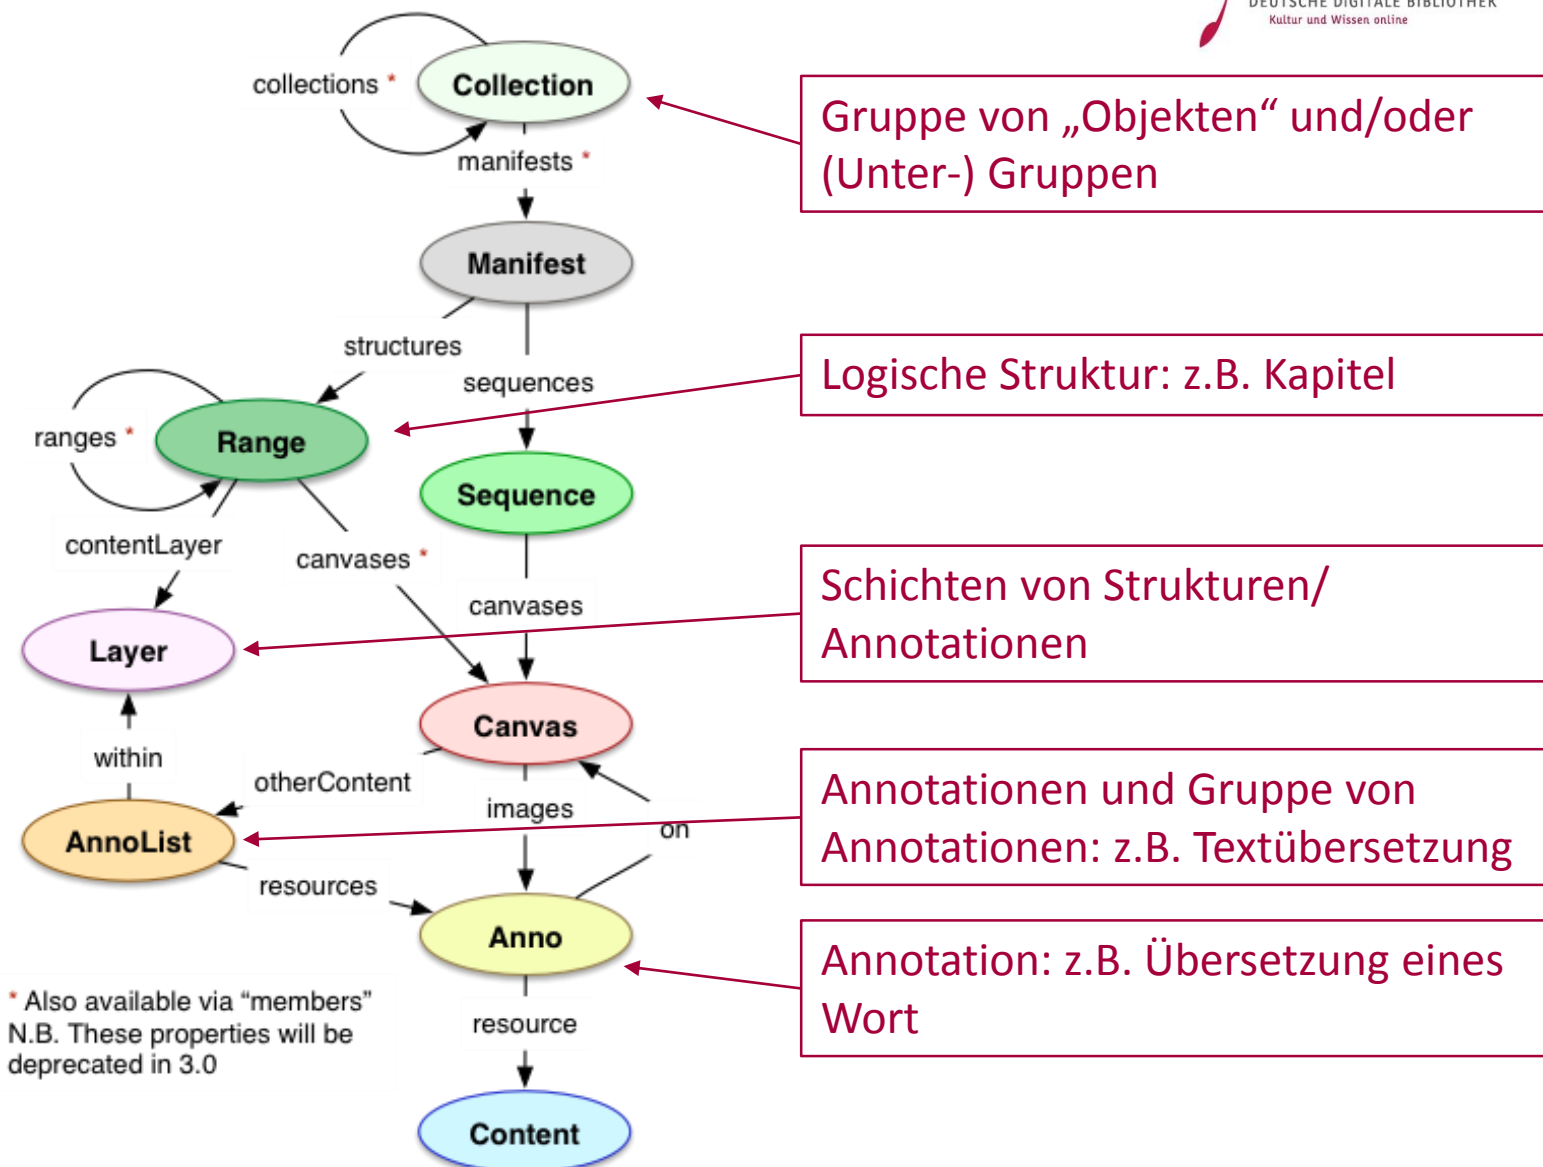 DEUTSCHE DIGITALE BIBLIOTHEK
Kultur und Wissen online
collections *
Collection
manifests *
Gruppe von „Objekten“ und/oder
(Unter-) Gruppen
Manifest
structures
sequences
Logische Struktur: z.B. Kapitel
ranges *
Range
Sequence
contentLayer
canvases *
canvases
Schichten von Strukturen/
Annotationen
Layer
Canvas
within
otherContent
images
on
Annotationen und Gruppe von
Annotationen: z.B. Textübersetzung
AnnoList
resources
Anno
Annotation: z.B. Übersetzung eines
Wort
* Also available via “members”
N.B. These properties will be
deprecated in 3.0
resource
Content